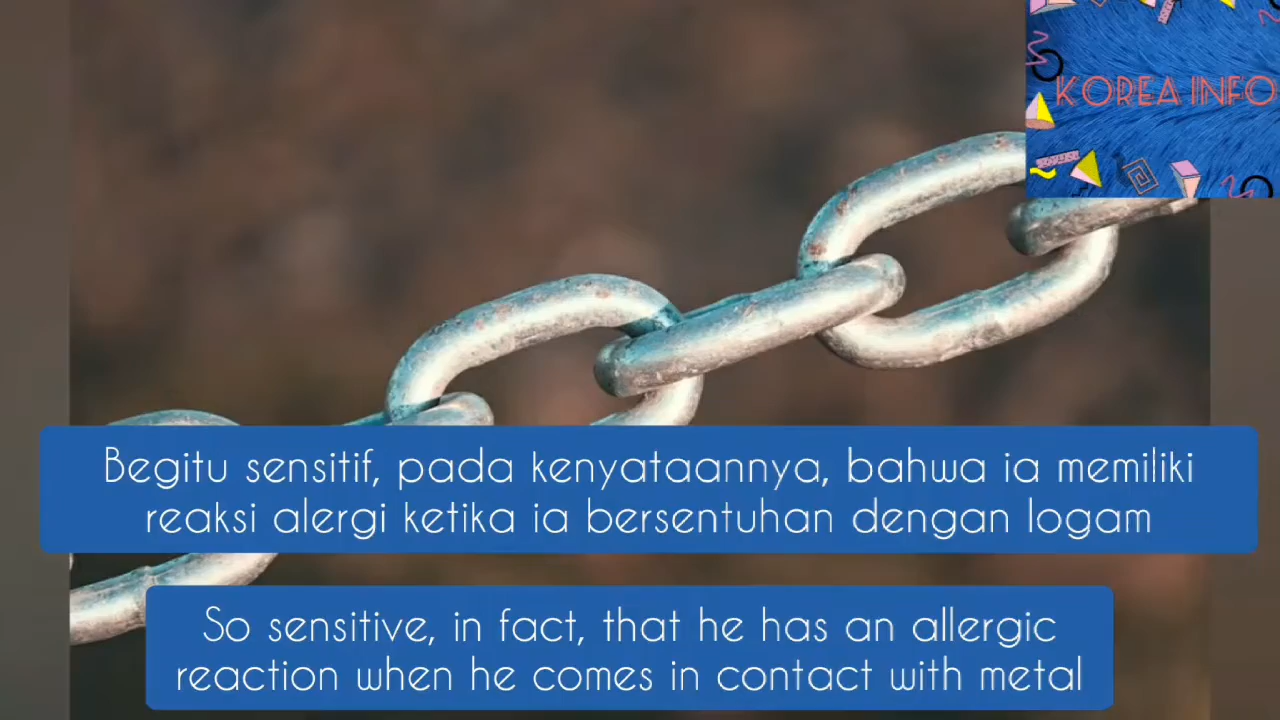 KOREA INFO
Begitu sensitif, pada kenyataannya, bahwa ia memiliki
reaksi alergi ketika ia bersentuhan dengan logam
So sensitive, in fact, that he has an allergic
reaction when he comes in contact with metal